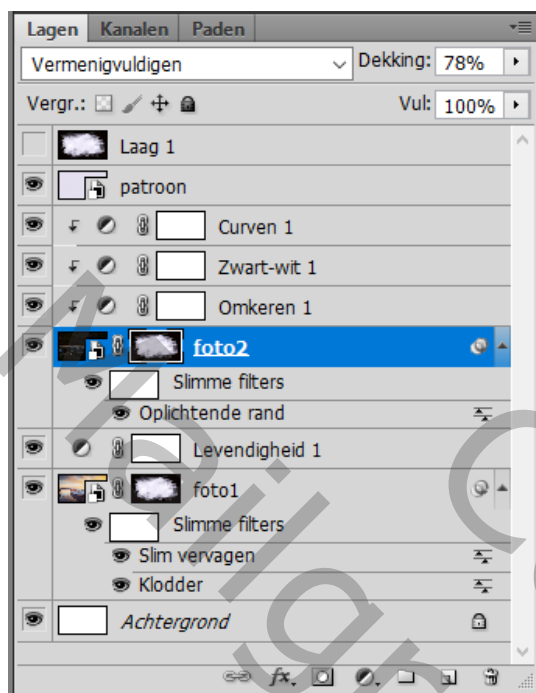 Lagen Kanalen Paden
Vermenigvuldigen Dekking: 78%
Vergr.: Vul: 100%
Laag 1
patroon
Curven 1
Zwart-wit 1
Omkeren 1
foto2
Slimme filters
Oplichtende rand
Levendigheid 1
foto1
Slimme filters
Slim vervagen
Klodder
Achtergrond
fx.